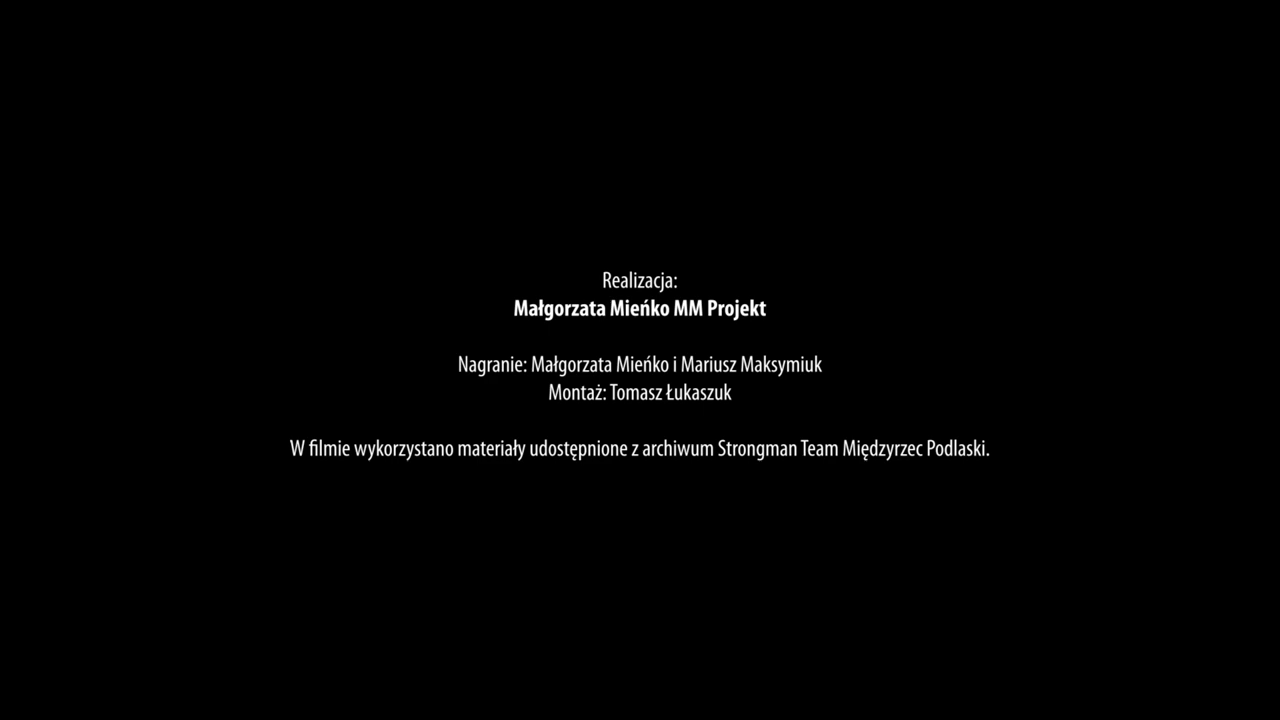 Realizacja:
Małgorzata Mieńko MM Projekt
Nagranie: Małgorzata Mieńko i Mariusz Maksymiuk
Montaż: Tomasz Łukaszuk
W filmie wykorzystano materiały udostępnione z archiwum Strongman Team Międzyrzec Podlaski.